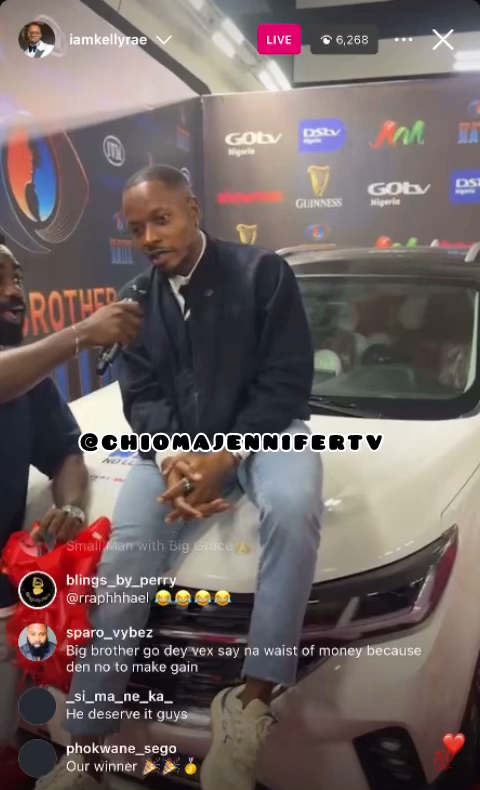 iamkellyrae
LIVE
6,268
GOtv
Nigeria
DStv
Nigeria
GUINNESS
GOtv
Nigeria
DSt
BROTHER
@CHIOMAJENNIFERTV
Small Man with Big Grace
blings_by_perry
@rraphhhael 😂😂😂😂
sparo_vybez
Big brother go dey vex say na waist of money because
den no to make gain
_si_ma_ne_ka_
He deserve it guys
phokwane_sego
Our winner 🎉🎉🥇
💯